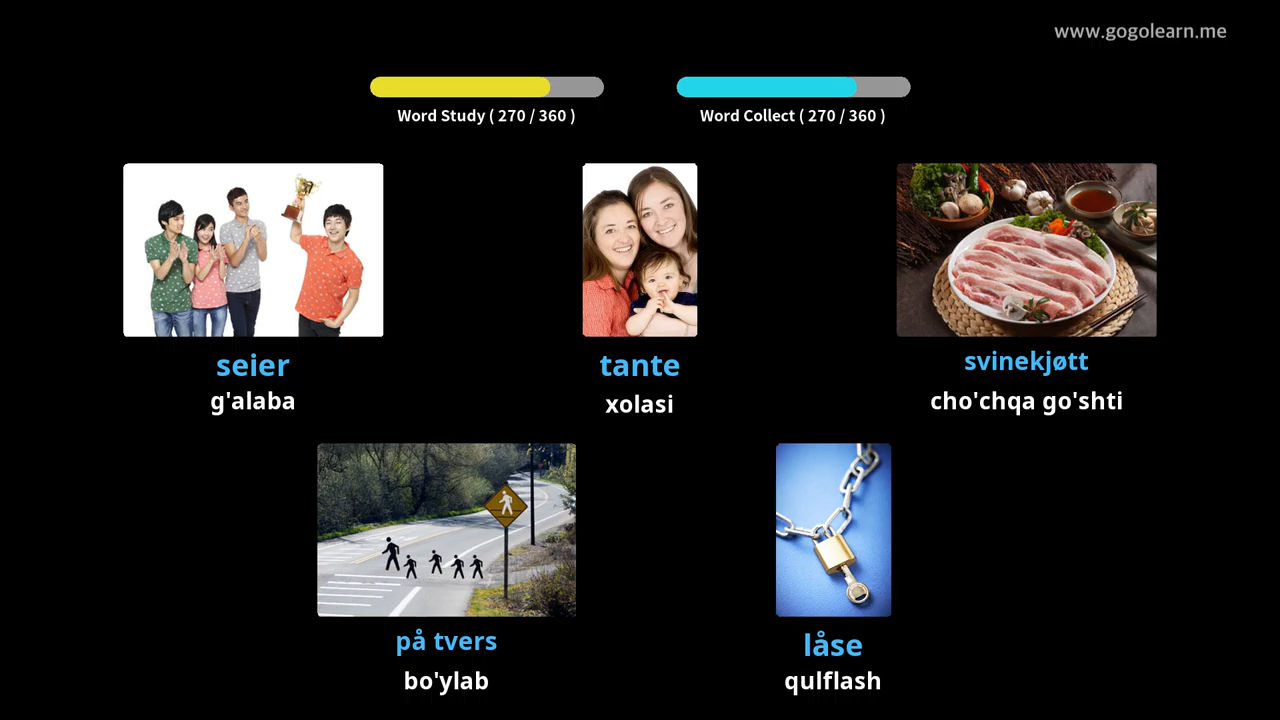 www.gogolearn.me
Word Study ( 270 / 360 )
Word Collect ( 270 / 360 )
seier
g'alaba
tante
xolasi
svinekjøtt
cho'chqa go'shti
på tvers
bo'ylab
låse
qulflash